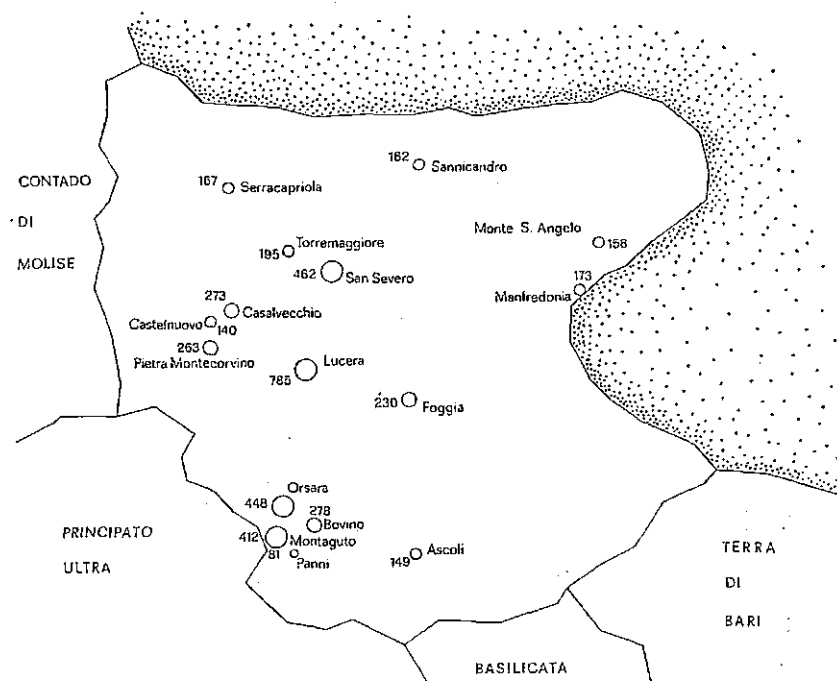 162
Sannicandro
CONTADO
DI
MOLISE
167
Serracapriola
Monte S. Angelo
158
195
Torremaggiore
462
San Severo
173
Manfredonia
273
Casalvecchio
Castelnuovo
140
263
Pietra Montecorvino
Lucera
785
230
Foggia
Orsara
448
278
Bovino
412
Montaguto
81
Panni
149
Ascoli
PRINCIPATO
ULTRA
TERRA
DI
BARI
BASILICATA